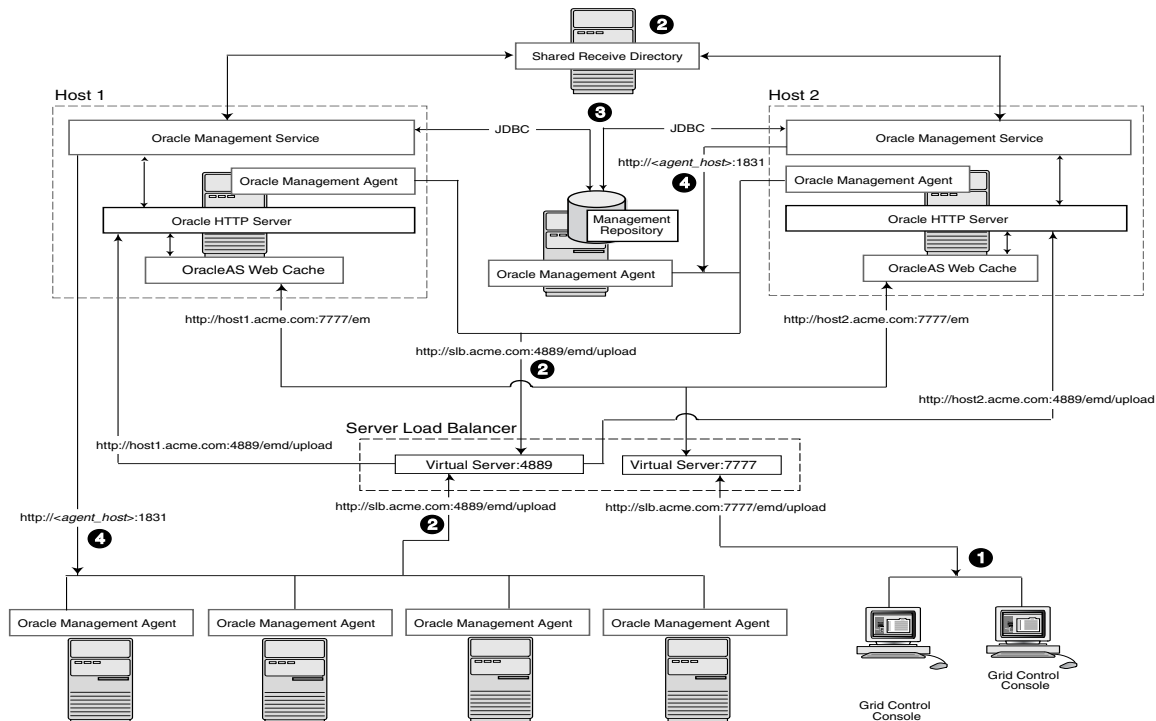 2
Shared Receive Directory
Host 1
Host 2
3
Oracle Management Service
JDBC
JDBC
Oracle Management Service
http://<agent_host>:1831
4
Oracle Management Agent
Oracle Management Agent
Oracle HTTP Server
Management
Repository
Oracle HTTP Server
OracleAS Web Cache
Oracle Management Agent
OracleAS Web Cache
http://host1.acme.com:7777/em
http://host2.acme.com:7777/em
http://slb.acme.com:4889/emd/upload
2
http://host2.acme.com:4889/emd/upload
http://host1.acme.com:4889/emd/upload
Server Load Balancer
Virtual Server:4889
Virtual Server:7777
http://slb.acme.com:4889/emd/upload
http://slb.acme.com:7777/emd/upload
http://<agent_host>:1831
2
4
1
Oracle Management Agent
Oracle Management Agent
Oracle Management Agent
Oracle Management Agent
Grid Control
Console
Grid Control
Console